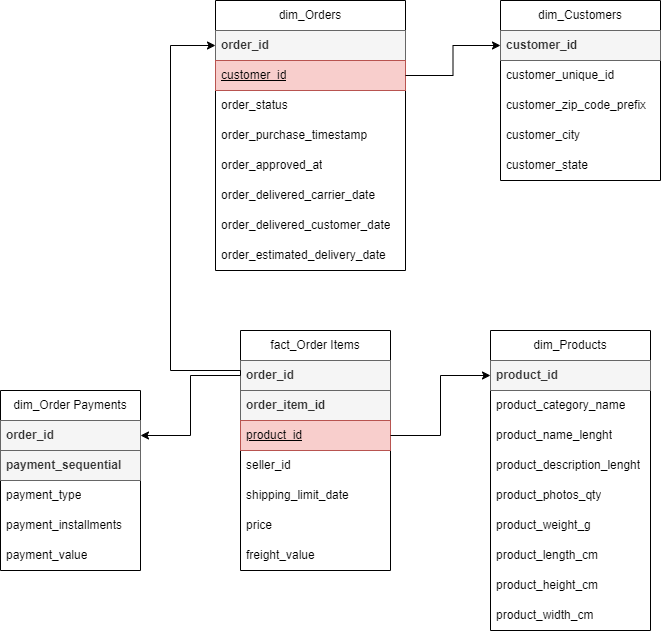 dim_Orders
order_id
customer_id
order_status
order_purchase_timestamp
order_approved_at
order_delivered_carrier_date
order_delivered_customer_date
order_estimated_delivery_date
dim_Customers
customer_id
customer_unique_id
customer_zip_code_prefix
customer_city
customer_state
dim_Order Payments
order_id
payment_sequential
payment_type
payment_installments
payment_value
fact_Order Items
order_id
order_item_id
product_id
seller_id
shipping_limit_date
price
freight_value
dim_Products
product_id
product_category_name
product_name_lenght
product_description_lenght
product_photos_qty
product_weight_g
product_length_cm
product_height_cm
product_width_cm